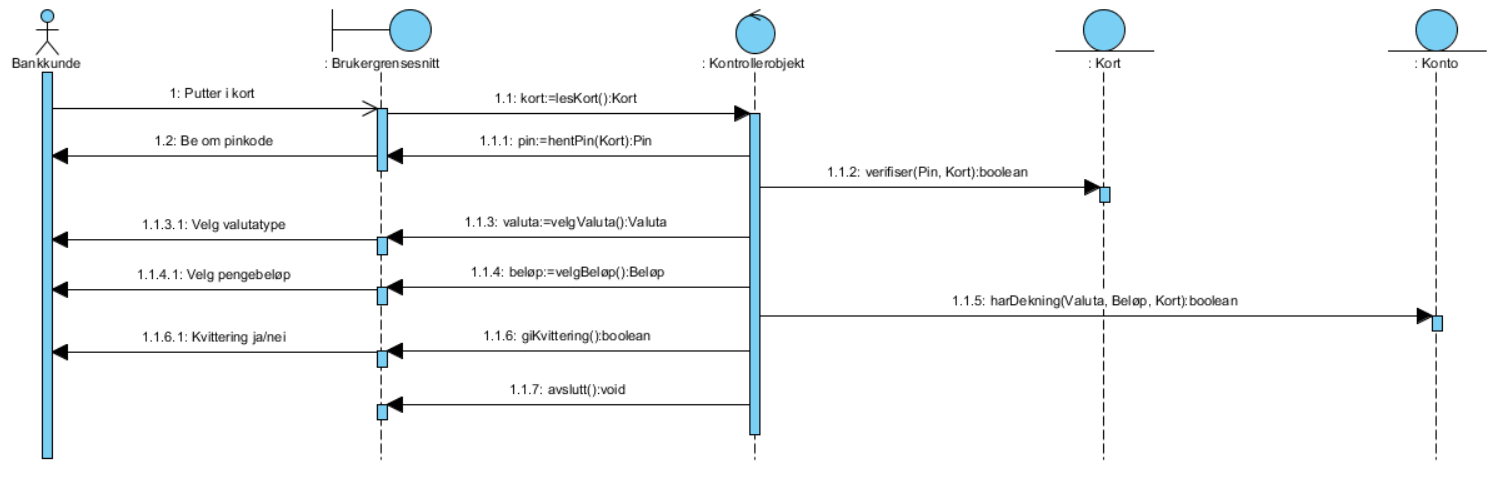 Bankkunde
: Brukergrensesnitt
: Kontrollerobjekt
: Kort
: Konto
1: Putter i kort
1.1: kort:=lesKort():Kort
1.2: Be om pinkode
1.1.1: pin:=hentPin(Kort):Pin
1.1.2: verifiser(Pin, Kort):boolean
1.1.3.1: Velg valutatype
1.1.3: valuta:=velgValuta():Valuta
1.1.4.1: Velg pengebeløp
1.1.4: beløp:=velgBeløp():Beløp
1.1.5: harDekning(Valuta, Beløp, Kort):boolean
1.1.6.1: Kvittering ja/nei
1.1.6: giKvittering():boolean
1.1.7: avslutt():void